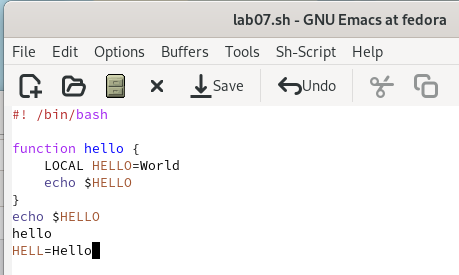 lab07.sh - GNU Emacs at fedora
File Edit Options Buffers Tools Sh-Script Help
Save Undo
#! /bin/bash
function hello {
    LOCAL HELLO=World
    echo $HELLO
}
echo $HELLO
hello
HELL=Hello